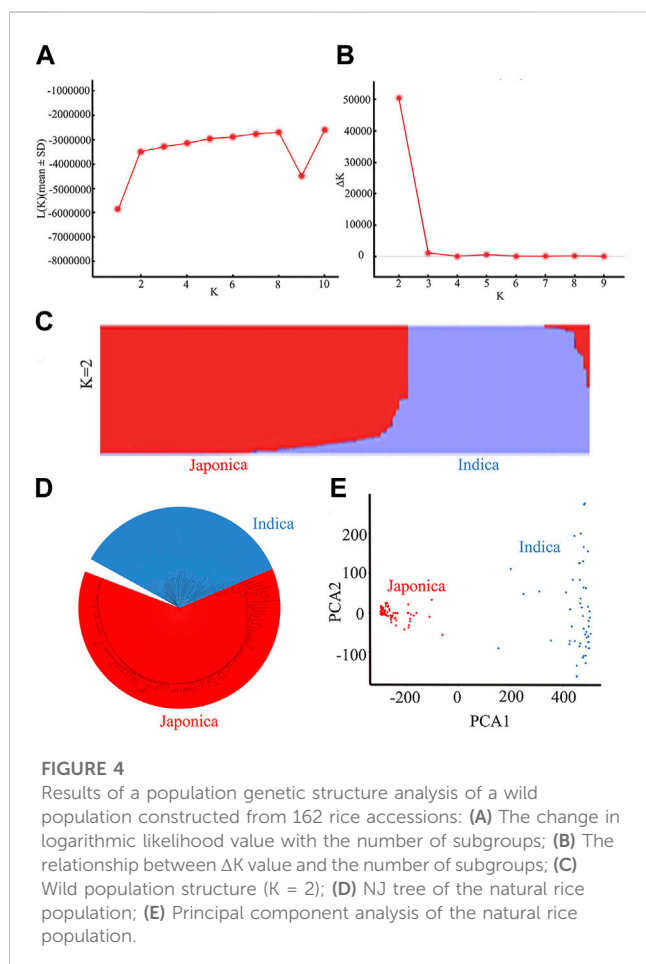 A
-1000000
-2000000
-3000000
-4000000
-5000000
-6000000
-7000000
-8000000
L(K)(mean ± SD)
2 4 6 8 10
K
B
50000
40000
30000
20000
10000
0
ΔK
2 3 4 5 6 7 8 9
K
C
K=2
Japonica
Indica
D
Indica
Japonica
E
200
100
0
-100
PCA2
Japonica
Indica
-200 0 200 400
PCA1
FIGURE 4
Results of a population genetic structure analysis of a wild
population constructed from 162 rice accessions: (A) The change in
logarithmic likelihood value with the number of subgroups; (B) The
relationship between ΔK value and the number of subgroups; (C)
Wild population structure (K = 2); (D) NJ tree of the natural rice
population; (E) Principal component analysis of the natural rice
population.